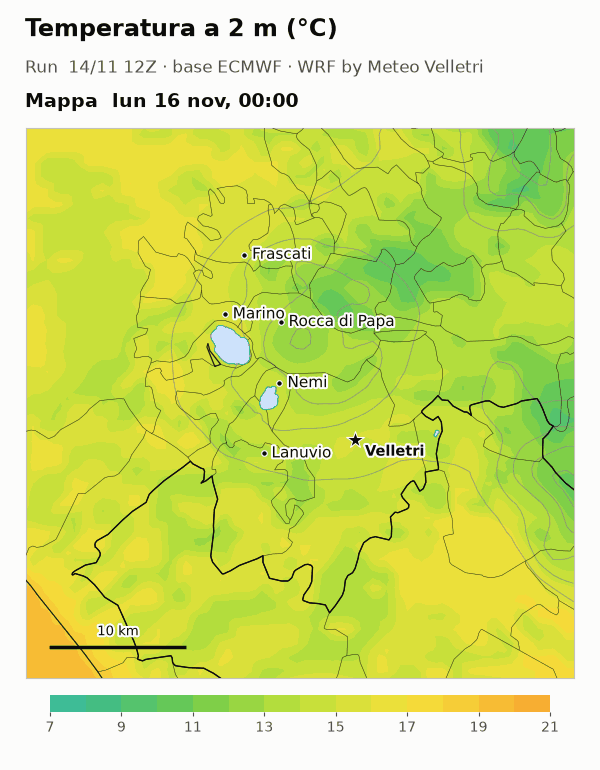 Temperatura a 2 m (°C)
Run  14/11 12Z · base ECMWF · WRF by Meteo Velletri
Mappa  lun 16 nov, 00:00
Frascati
Marino
Rocca di Papa
Nemi
Velletri
Lanuvio
10 km
7 9 11 13 15 17 19 21